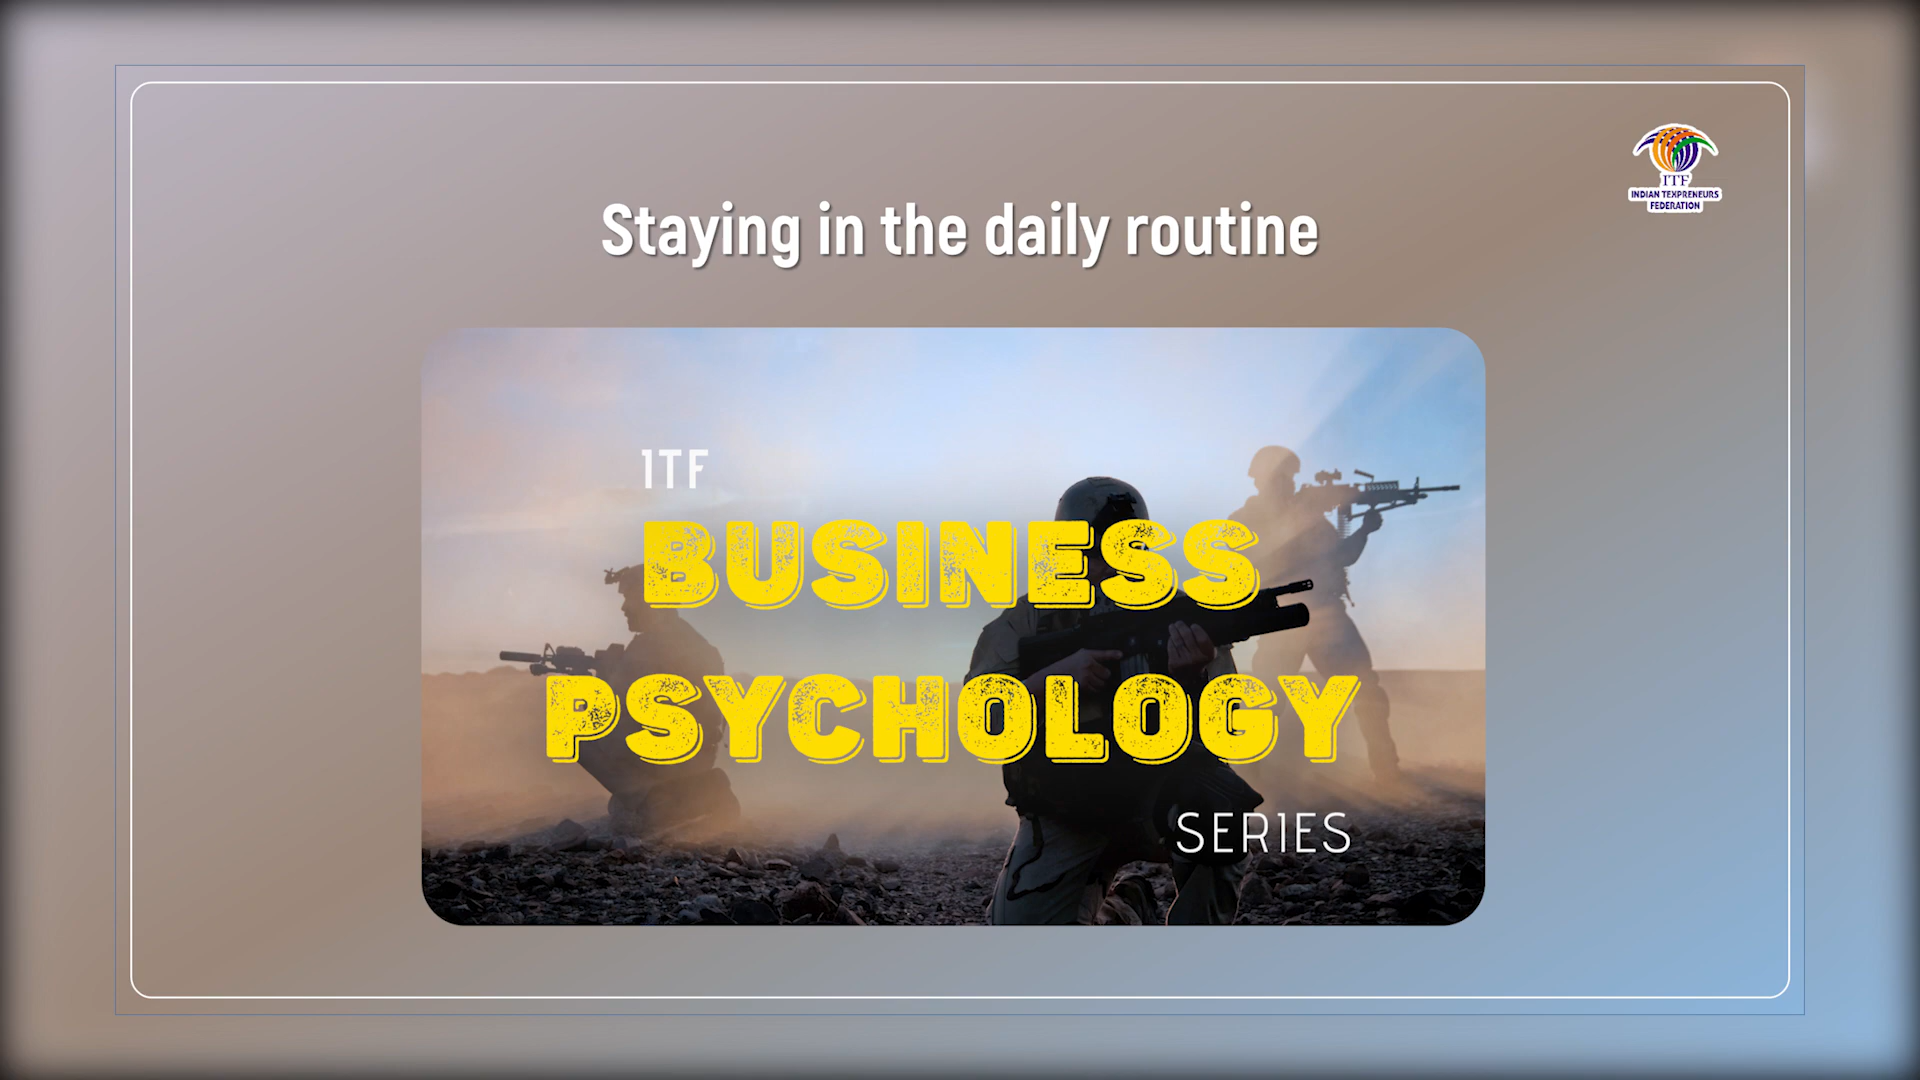 ITF
INDIAN TEXPRENEURS
FEDERATION
Staying in the daily routine
ITF
BUSINESS
PSYCHOLOGY
SERIES